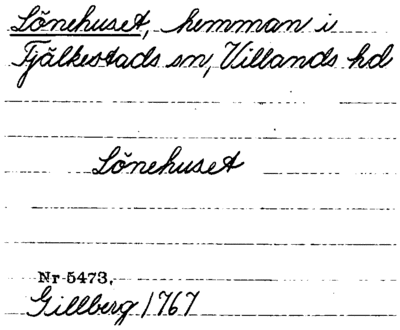 Lönehuset, hemman i
Fjälkestads sn, Villands hd
Lönehuset
Nr 5473.
Gillberg 1767